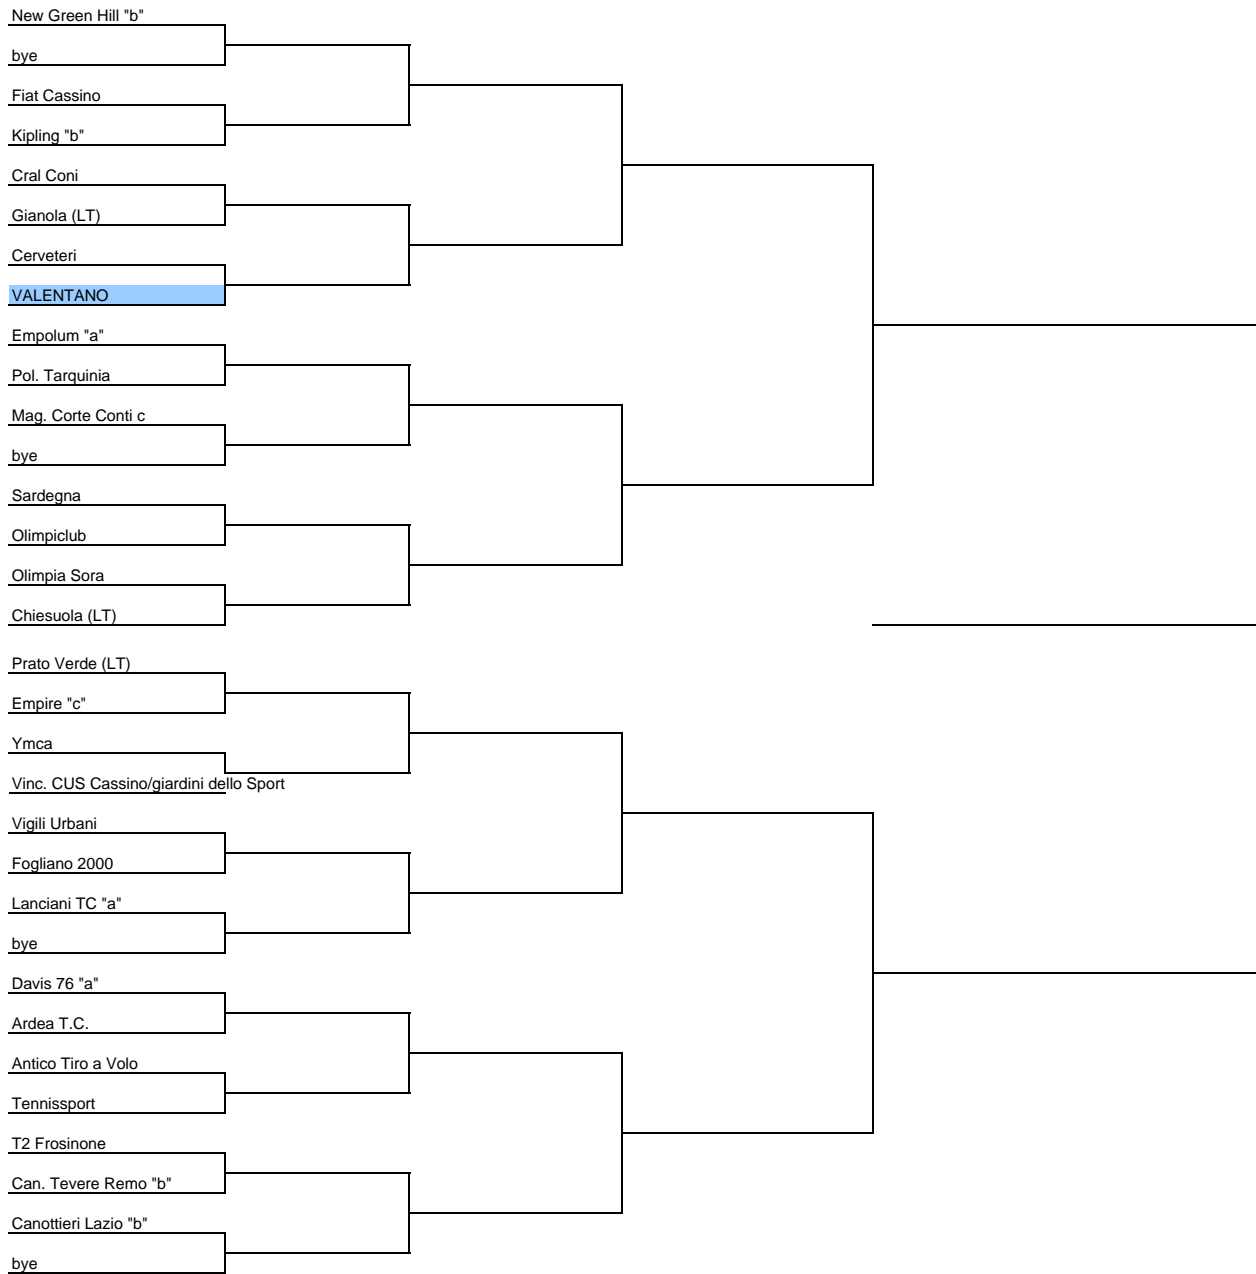 New Green Hill "b"
bye
Fiat Cassino
Kipling "b"
Cral Coni
Gianola (LT)
Cerveteri
VALENTANO
Empolum "a"
Pol. Tarquinia
Mag. Corte Conti c
bye
Sardegna
Olimpiclub
Olimpia Sora
Chiesuola (LT)
Prato Verde (LT)
Empire "c"
Ymca
Vinc. CUS Cassino/giardini dello Sport
Vigili Urbani
Fogliano 2000
Lanciani TC "a"
bye
Davis 76 "a"
Ardea T.C.
Antico Tiro a Volo
Tennissport
T2 Frosinone
Can. Tevere Remo "b"
Canottieri Lazio "b"
bye